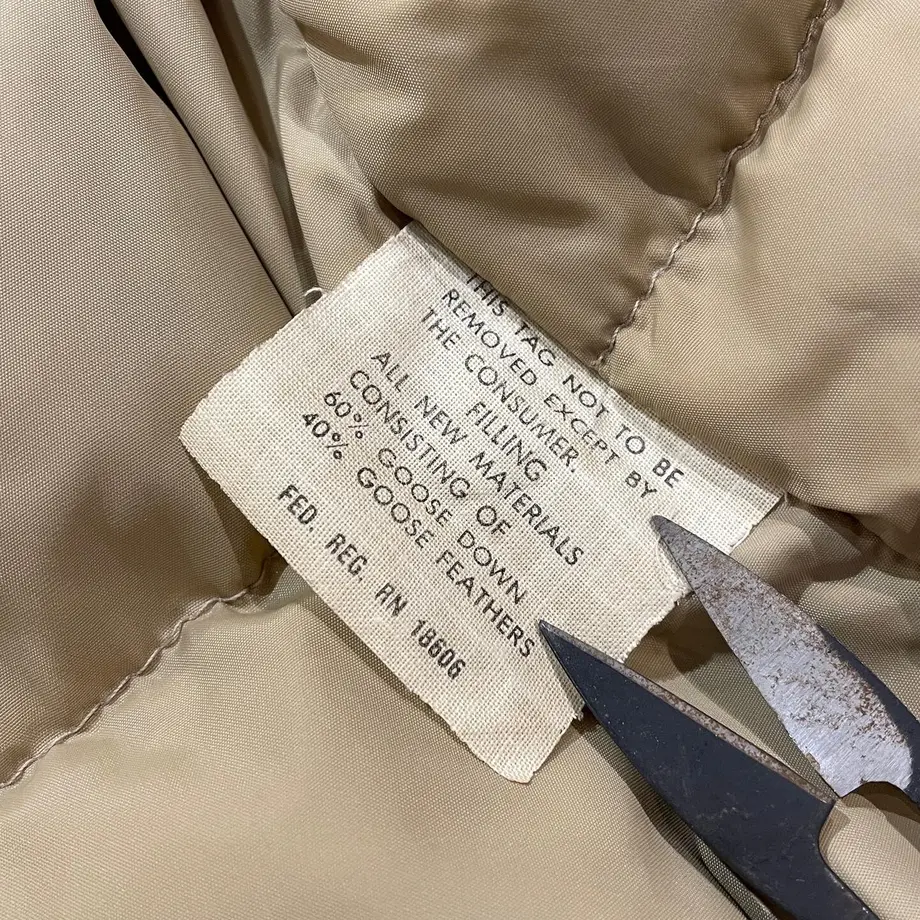 THIS TAG NOT TO BE
REMOVED EXCEPT BY
THE CONSUMER.
FILLING
ALL NEW MATERIALS
CONSISTING OF
60% GOOSE DOWN
40% GOOSE FEATHERS
FED. REG. RN 18606